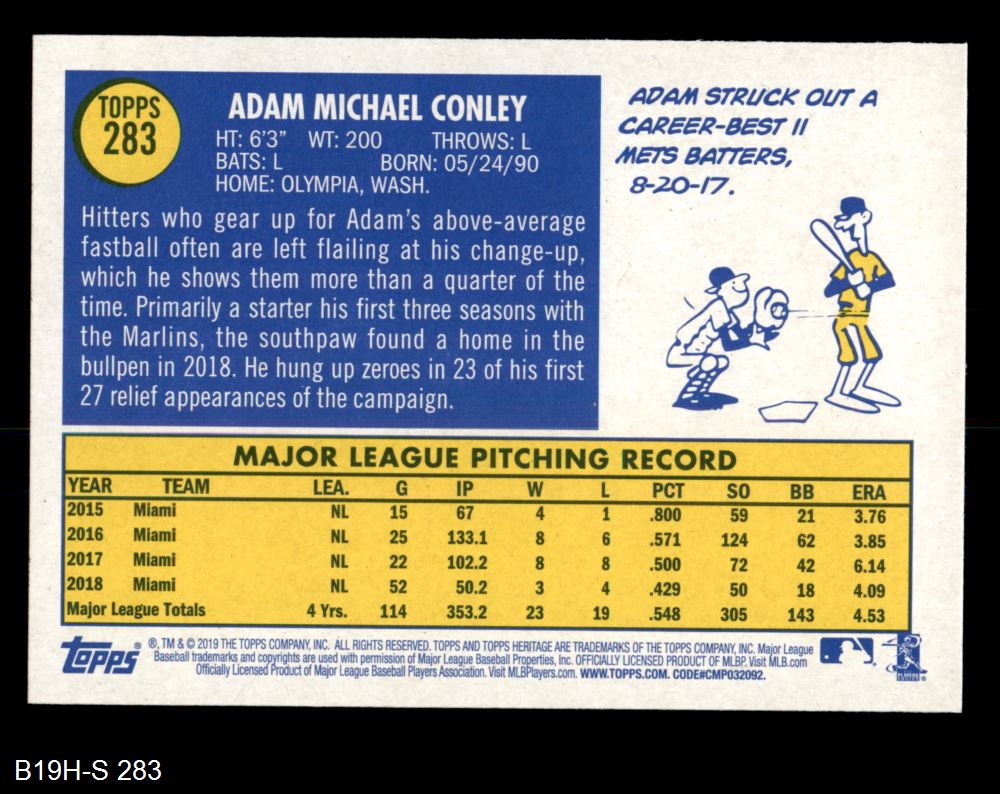 TOPPS
283
ADAM MICHAEL CONLEY
HT: 6'3" WT: 200 THROWS: L
BATS: L BORN: 05/24/90
HOME: OLYMPIA, WASH.
Hitters who gear up for Adam's above-average
fastball often are left flailing at his change-up,
which he shows them more than a quarter of the
time. Primarily a starter his first three seasons with
the Marlins, the southpaw found a home in the
bullpen in 2018. He hung up zeroes in 23 of his first
27 relief appearances of the campaign.
ADAM STRUCK OUT A
CAREER-BEST 11
METS BATTERS,
8-20-17.
MAJOR LEAGUE PITCHING RECORD
YEAR TEAM LEA. G IP W L PCT SO BB ERA
2015 Miami NL 15 67 4 1 .800 59 21 3.76
2016 Miami NL 25 133.1 8 6 .571 124 62 3.85
2017 Miami NL 22 102.2 8 8 .500 72 42 6.14
2018 Miami NL 52 50.2 3 4 .429 50 18 4.09
Major League Totals 4 Yrs. 114 353.2 23 19 .548 305 143 4.53
Topps ®, TM & © 2019 THE TOPPS COMPANY, INC. ALL RIGHTS RESERVED. TOPPS AND TOPPS HERITAGE ARE TRADEMARKS OF THE TOPPS COMPANY, INC. Major League
Baseball trademarks and copyrights are used with permission of Major League Baseball Properties, Inc. OFFICIALLY LICENSED PRODUCT OF MLBP. Visit MLB.com
Officially Licensed Product of Major League Baseball Players Association. Visit MLBPlayers.com. WWW.TOPPS.COM. CODE#CMP032092.
B19H-S 283